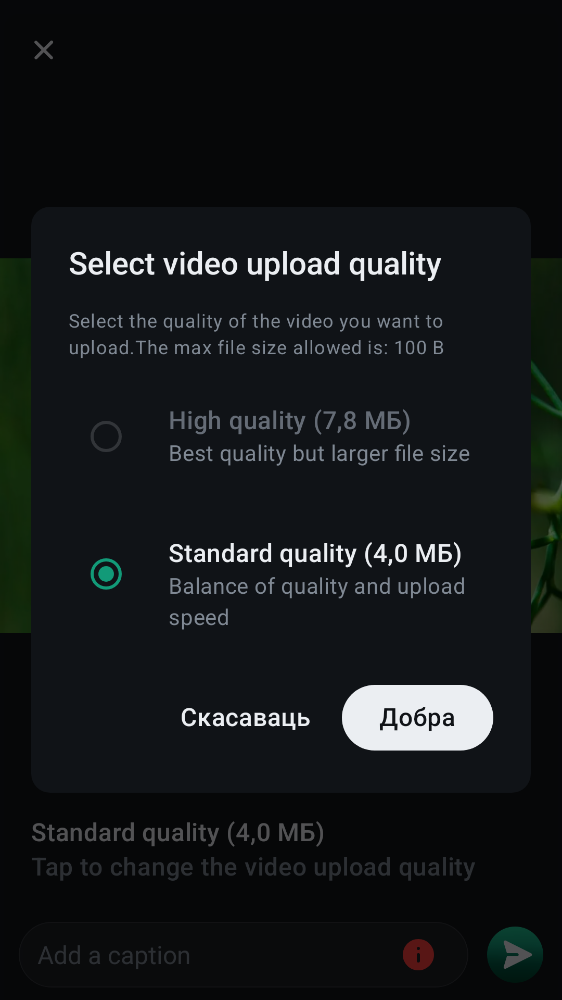 Select video upload quality
Select the quality of the video you want to
upload.The max file size allowed is: 100 B
High quality (7,8 МБ)
Best quality but larger file size
Standard quality (4,0 МБ)
Balance of quality and upload
speed
Скасаваць
Добра
Standard quality (4,0 МБ)
Tap to change the video upload quality
Add a caption